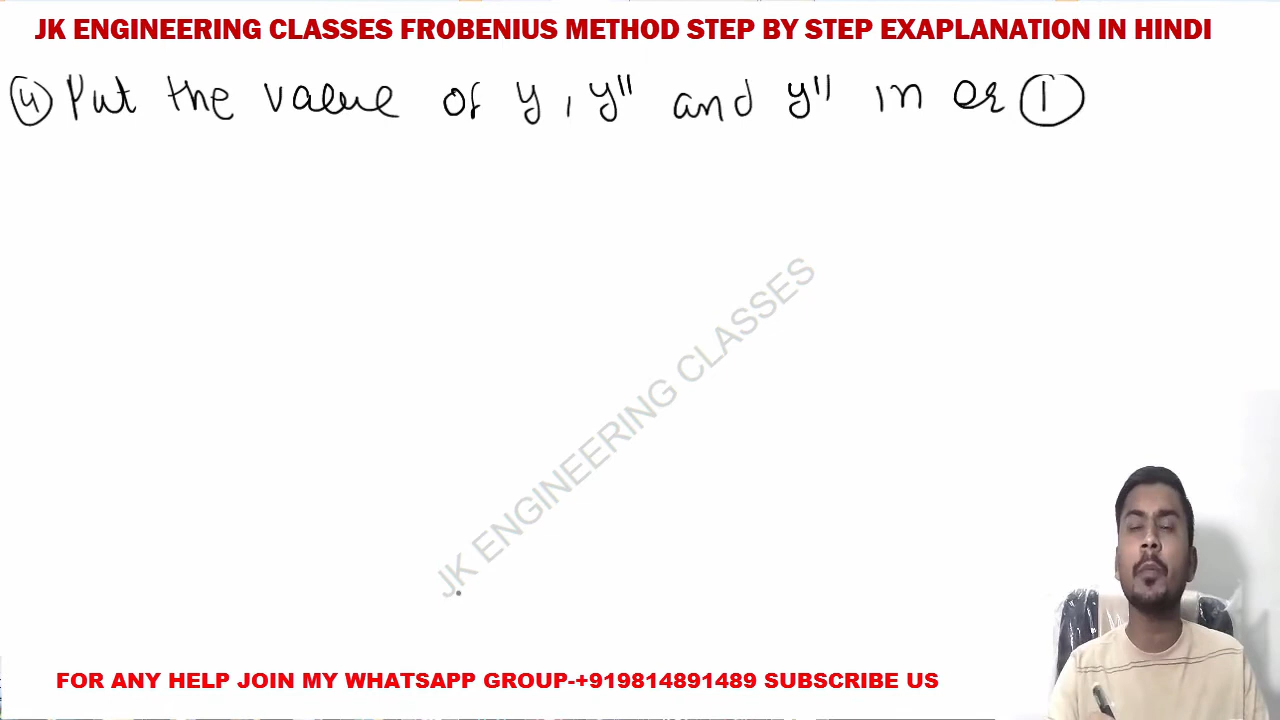 JK ENGINEERING CLASSES FROBENIUS METHOD STEP BY STEP EXAPLANATION IN HINDI
④ Put the value of y, y'' and y'' in er ①
JK ENGINEERING CLASSES
FOR ANY HELP JOIN MY WHATSAPP GROUP-+919814891489 SUBSCRIBE US